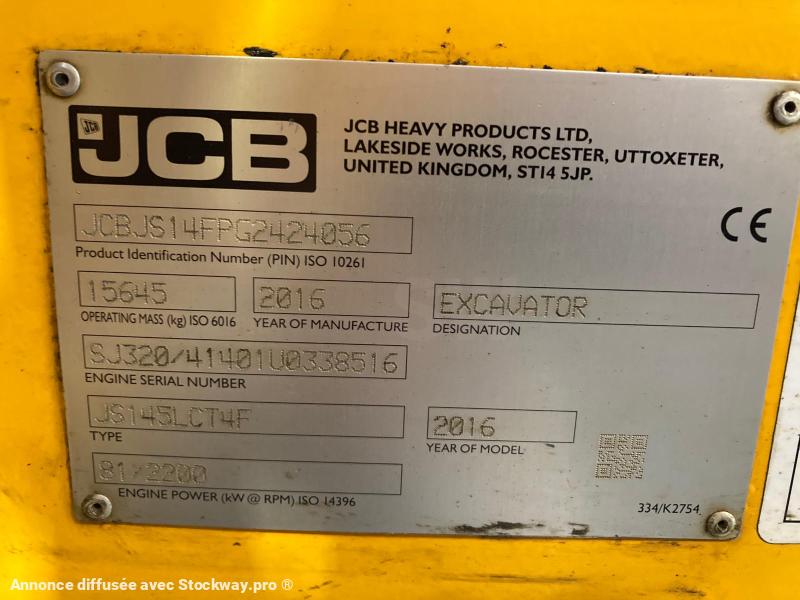 JCB
JCB HEAVY PRODUCTS LTD,
LAKESIDE WORKS, ROCESTER, UTTOXETER,
UNITED KINGDOM, ST14 5JP.
JCBJS14FPG2424056
Product Identification Number (PIN) ISO 10261
CE
15645
2016
EXCAVATOR
OPERATING MASS (kg) ISO 6016
YEAR OF MANUFACTURE
DESIGNATION
SJ320/41401U0338516
ENGINE SERIAL NUMBER
JS145LCT4F
TYPE
2016
YEAR OF MODEL
81/2200
ENGINE POWER (kW @ RPM) ISO 14396
334/K2754
Annonce diffusée avec Stockway.pro ®